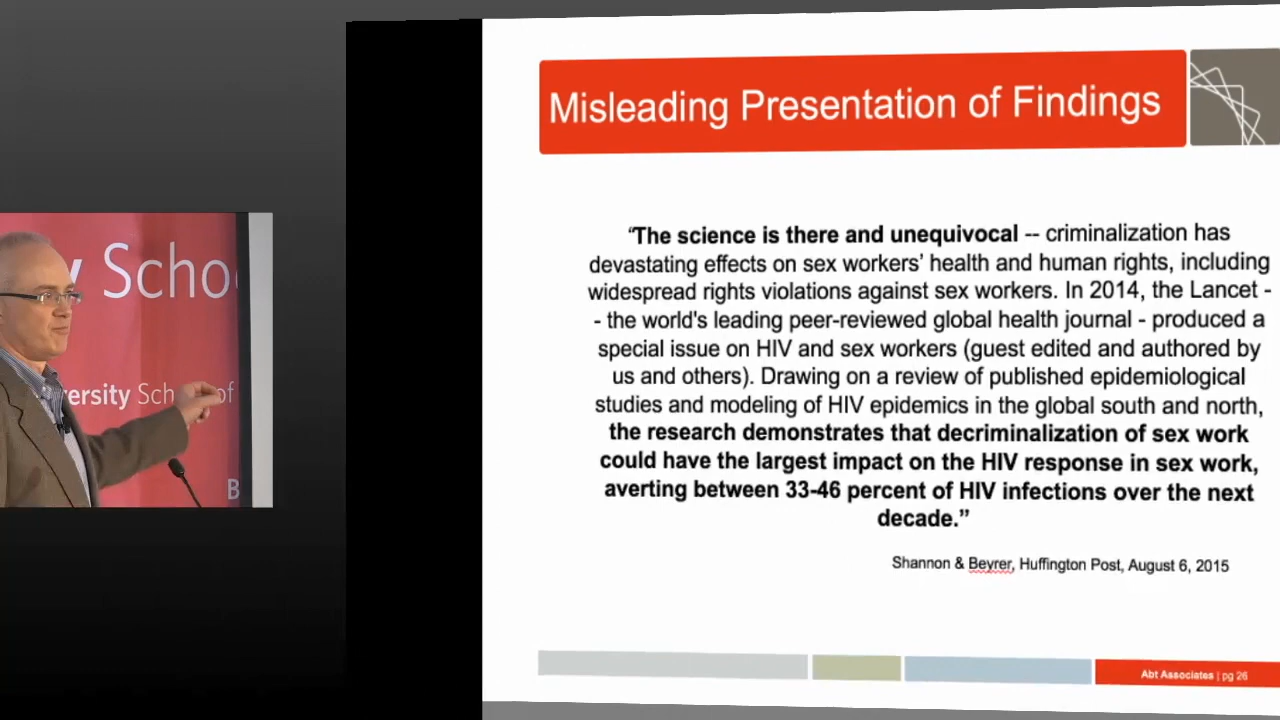 Misleading Presentation of Findings
“The science is there and unequivocal -- criminalization has
devastating effects on sex workers’ health and human rights, including
widespread rights violations against sex workers. In 2014, the Lancet -
- the world's leading peer-reviewed global health journal - produced a
special issue on HIV and sex workers (guest edited and authored by
us and others). Drawing on a review of published epidemiological
studies and modeling of HIV epidemics in the global south and north,
the research demonstrates that decriminalization of sex work
could have the largest impact on the HIV response in sex work,
averting between 33-46 percent of HIV infections over the next
decade.”
Shannon & Beyrer, Huffington Post, August 6, 2015
Abt Associates | pg 26
y Scho
ersity Sch of
B